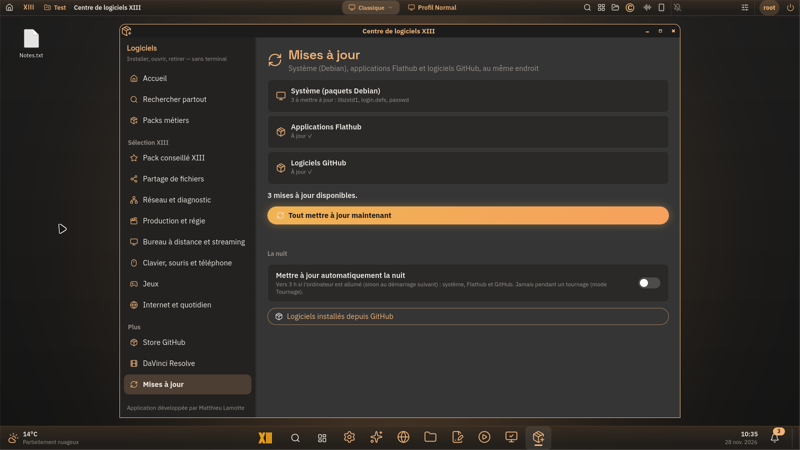 XIII
Test
Centre de logiciels XIII
Classique
Profil Normal
root
Notes.txt
Centre de logiciels XIII
Logiciels
Installer, ouvrir, retirer — sans terminal
Accueil
Rechercher partout
Packs métiers
Sélection XIII
Pack conseillé XIII
Partage de fichiers
Réseau et diagnostic
Production et régie
Bureau à distance et streaming
Clavier, souris et téléphone
Jeux
Internet et quotidien
Plus
Store GitHub
DaVinci Resolve
Mises à jour
Application développée par Matthieu Lamotte
Mises à jour
Système (Debian), applications Flathub et logiciels GitHub, au même endroit
Système (paquets Debian)
3 à mettre à jour : libzstd1, login.defs, passwd
Applications Flathub
À jour ✓
Logiciels GitHub
À jour ✓
3 mises à jour disponibles.
Tout mettre à jour maintenant
La nuit
Mettre à jour automatiquement la nuit
Vers 3 h si l'ordinateur est allumé (sinon au démarrage suivant) : système, Flathub et GitHub. Jamais pendant un tournage (mode
Tournage).
Logiciels installés depuis GitHub
14°C
Partiellement nuageux
XIII
10:35
28 nov. 2026
3